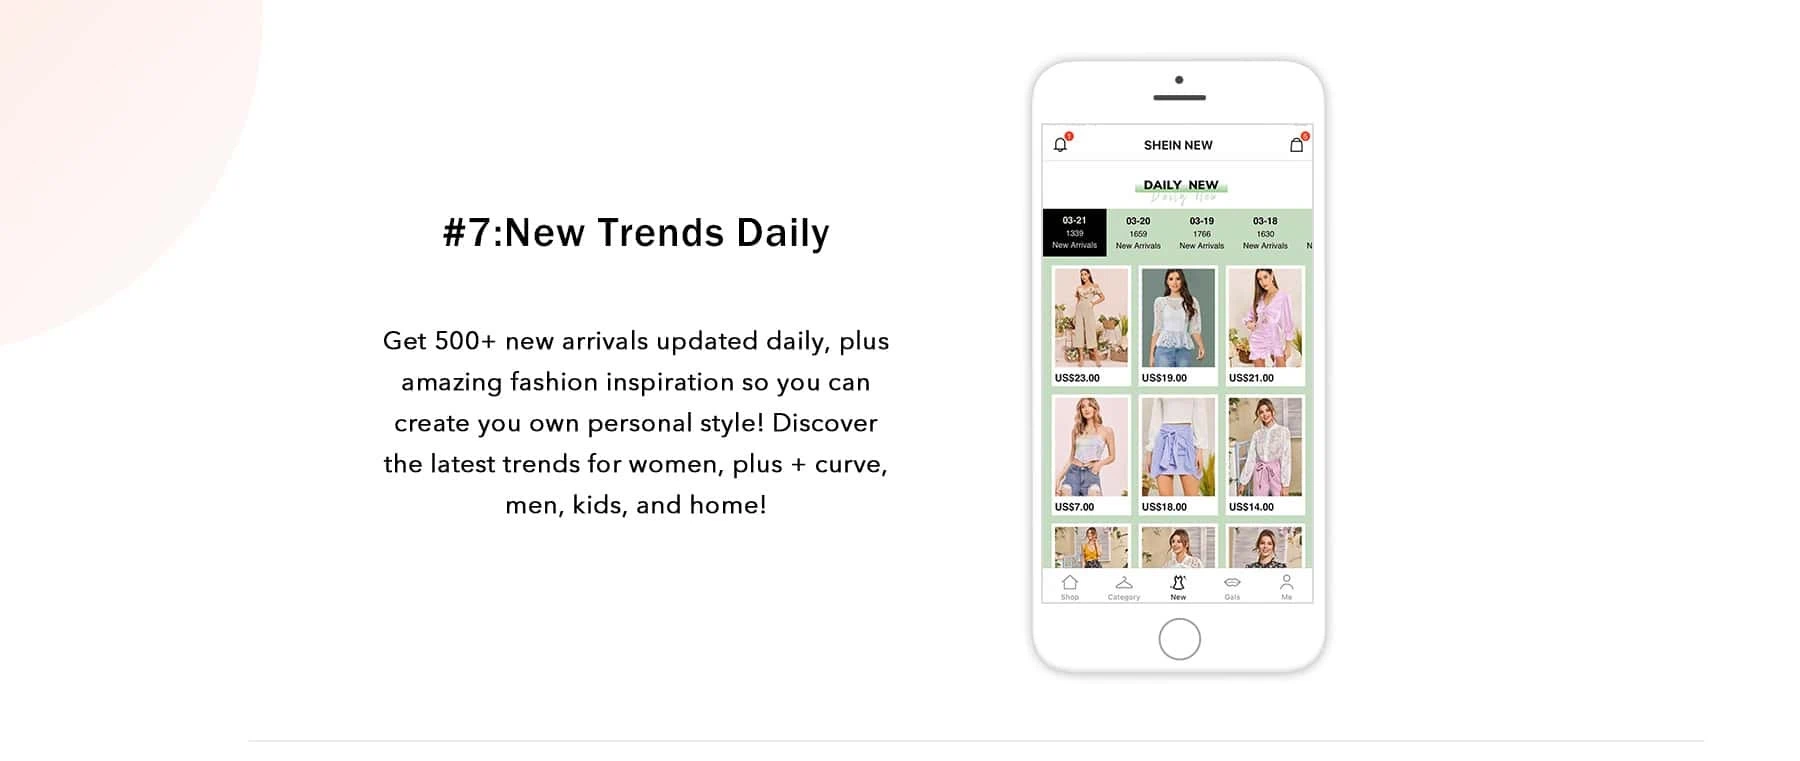 #7:New Trends Daily
Get 500+ new arrivals updated daily, plus
amazing fashion inspiration so you can
create you own personal style! Discover
the latest trends for women, plus + curve,
men, kids, and home!
1
SHEIN NEW
5
DAILY NEW
Daily New
03-21 03-20 03-19 03-18
1339 1659 1766 1630
New Arrivals New Arrivals New Arrivals New Arrivals N
US$23.00 US$19.00 US$21.00
US$7.00 US$18.00 US$14.00
Shop Category New Gals Me